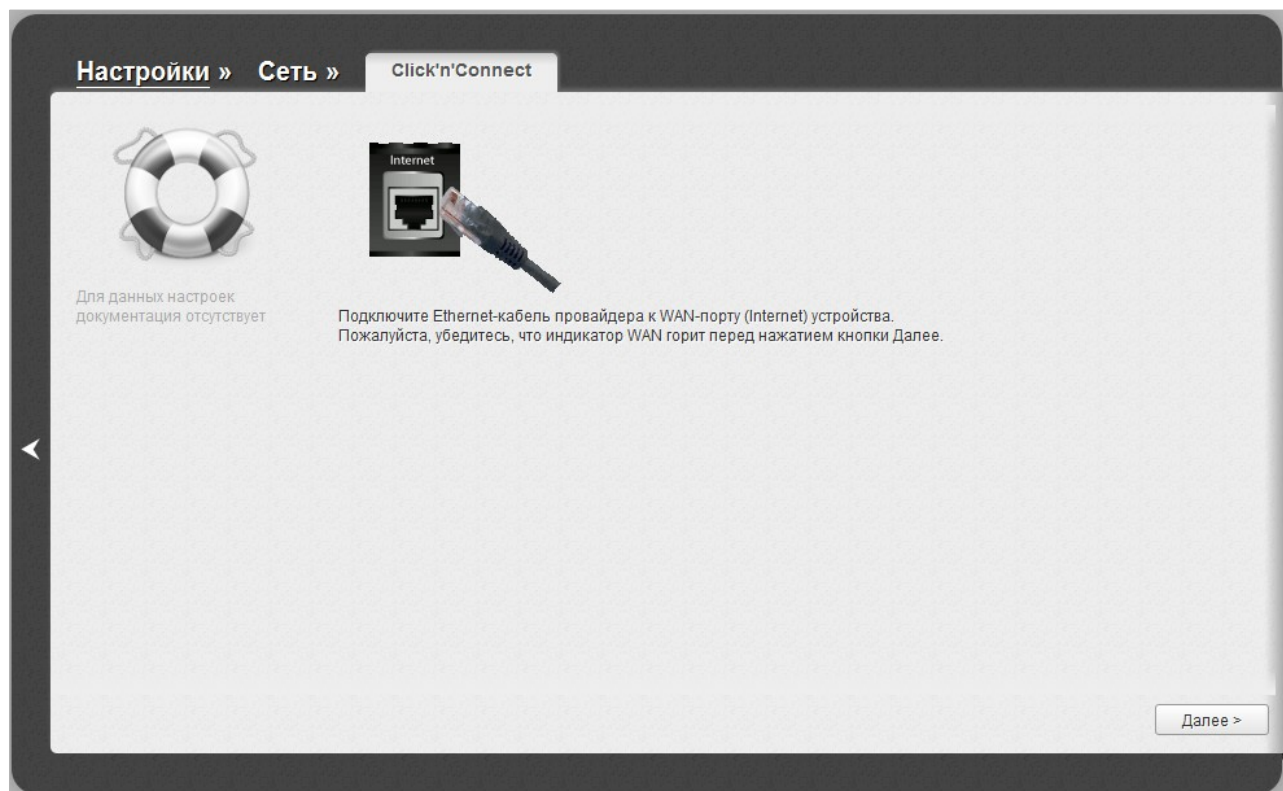 Настройки » Сеть » Click'n'Connect
Internet
Для данных настроек
документация отсутствует
Подключите Ethernet-кабель провайдера к WAN-порту (Internet) устройства.
Пожалуйста, убедитесь, что индикатор WAN горит перед нажатием кнопки Далее.
Далее >